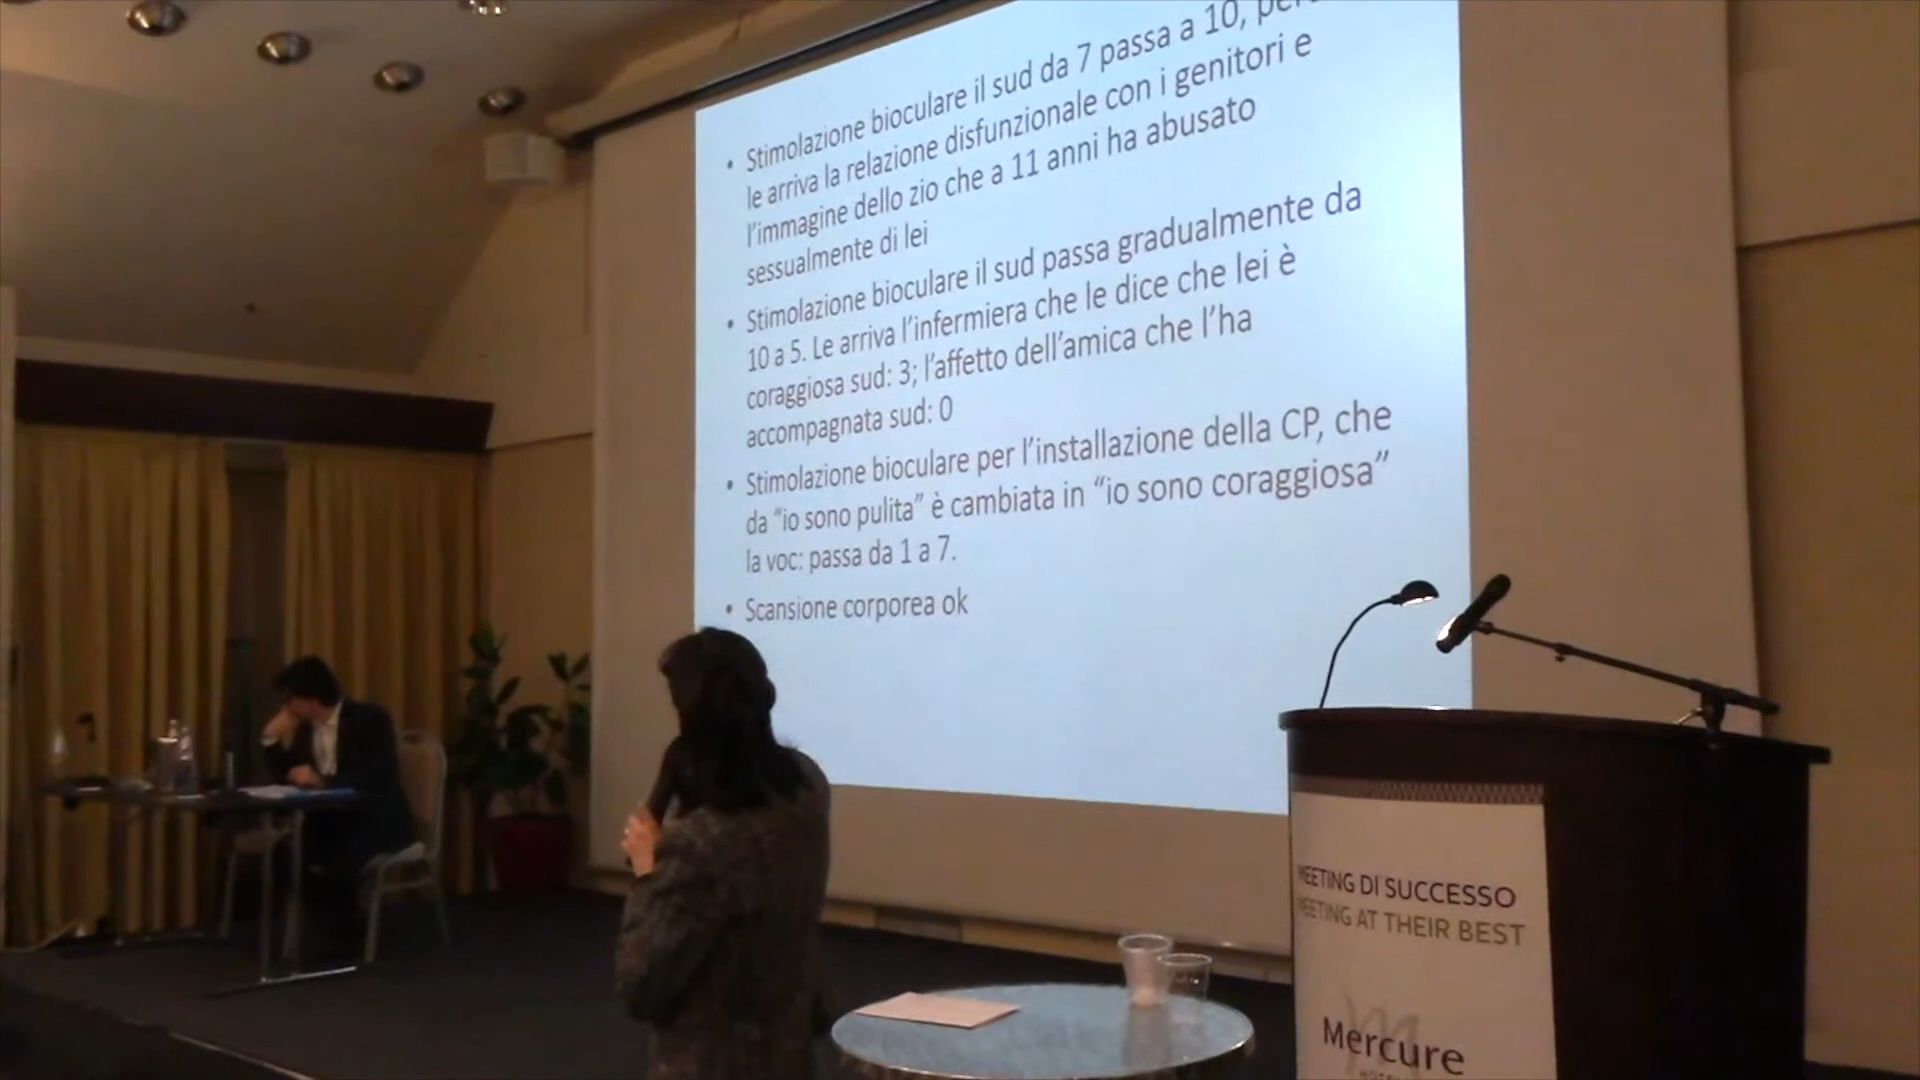 • Stimolazione bioculare il sud da 7 passa a 10,
le arriva la relazione disfunzionale con i genitori e
l'immagine dello zio che a 11 anni ha abusato
sessualmente di lei
• Stimolazione bioculare il sud passa gradualmente da
10 a 5. Le arriva l'infermiera che le dice che lei è
coraggiosa sud: 3; l'affetto dell'amica che l'ha
accompagnata sud: 0
• Stimolazione bioculare per l'installazione della CP, che
da "io sono pulita" è cambiata in "io sono coraggiosa"
la voc: passa da 1 a 7.
• Scansione corporea ok
MEETING DI SUCCESSO
MEETING AT THEIR BEST
Mercure